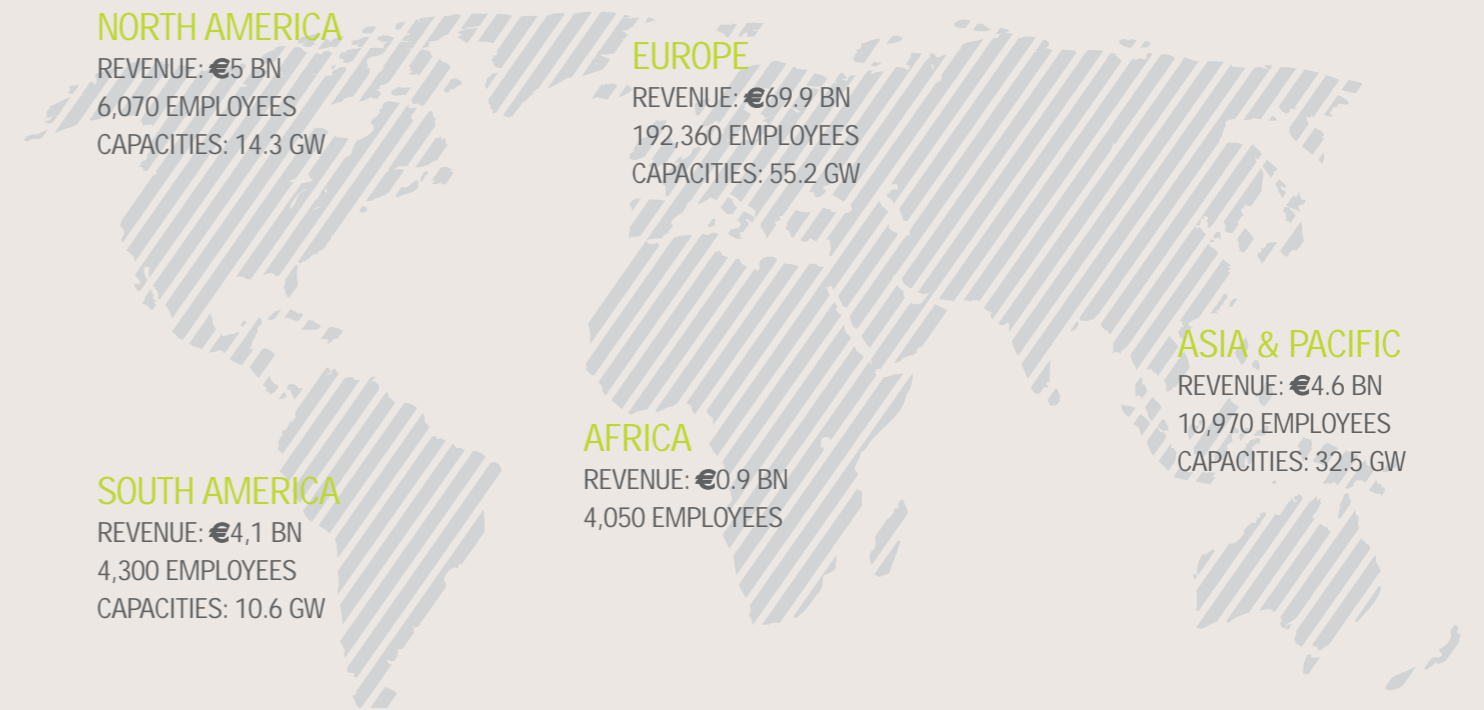 NORTH AMERICA
REVENUE: €5 BN
6,070 EMPLOYEES
CAPACITIES: 14.3 GW
EUROPE
REVENUE: €69.9 BN
192,360 EMPLOYEES
CAPACITIES: 55.2 GW
ASIA & PACIFIC
REVENUE: €4.6 BN
10,970 EMPLOYEES
CAPACITIES: 32.5 GW
AFRICA
REVENUE: €0.9 BN
4,050 EMPLOYEES
SOUTH AMERICA
REVENUE: €4,1 BN
4,300 EMPLOYEES
CAPACITIES: 10.6 GW